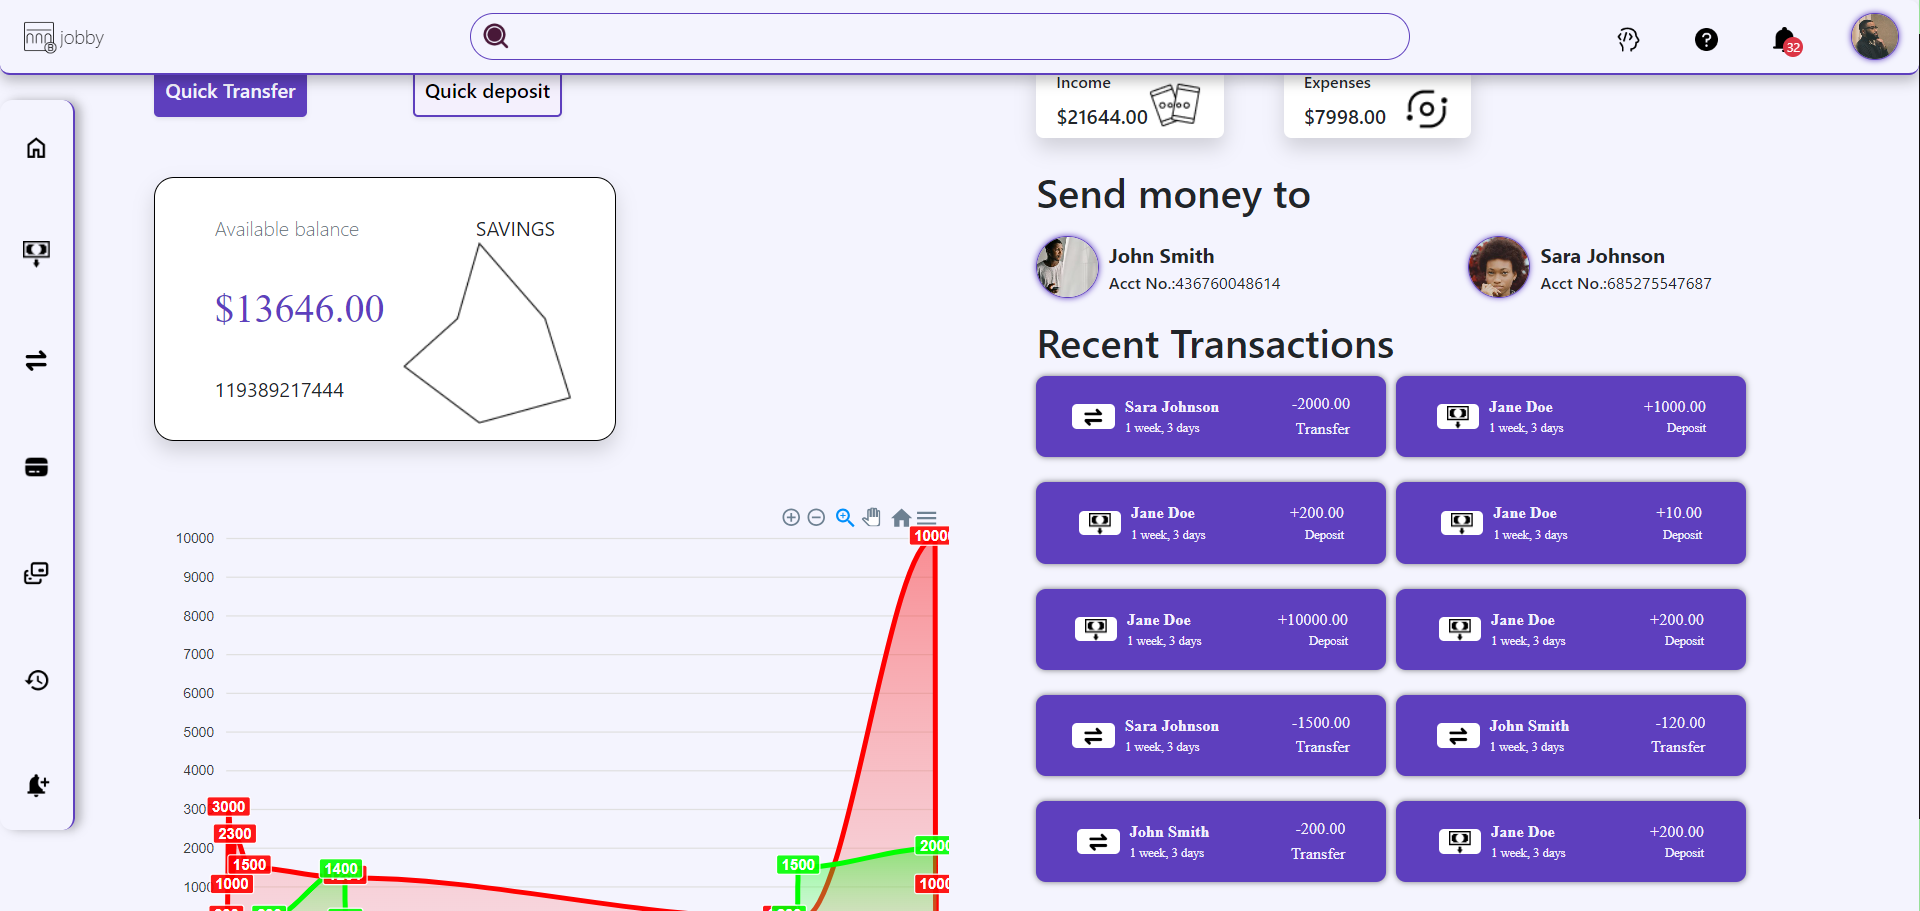 jobby
32
Quick Transfer
Quick deposit
Income
$21644.00
Expenses
$7998.00
Available balance
SAVINGS
$13646.00
119389217444
Send money to
John Smith
Acct No.:436760048614
Sara Johnson
Acct No.:685275547687
Recent Transactions
Sara Johnson
1 week, 3 days
-2000.00
Transfer
Jane Doe
1 week, 3 days
+1000.00
Deposit
Jane Doe
1 week, 3 days
+200.00
Deposit
Jane Doe
1 week, 3 days
+10.00
Deposit
Jane Doe
1 week, 3 days
+10000.00
Deposit
Jane Doe
1 week, 3 days
+200.00
Deposit
Sara Johnson
1 week, 3 days
-1500.00
Transfer
John Smith
1 week, 3 days
-120.00
Transfer
John Smith
1 week, 3 days
-200.00
Transfer
Jane Doe
1 week, 3 days
+200.00
Deposit
10000
9000
8000
7000
6000
5000
4000
3000
2000
1000
3000
2300
1500
1000
1400
1500
2000
1000